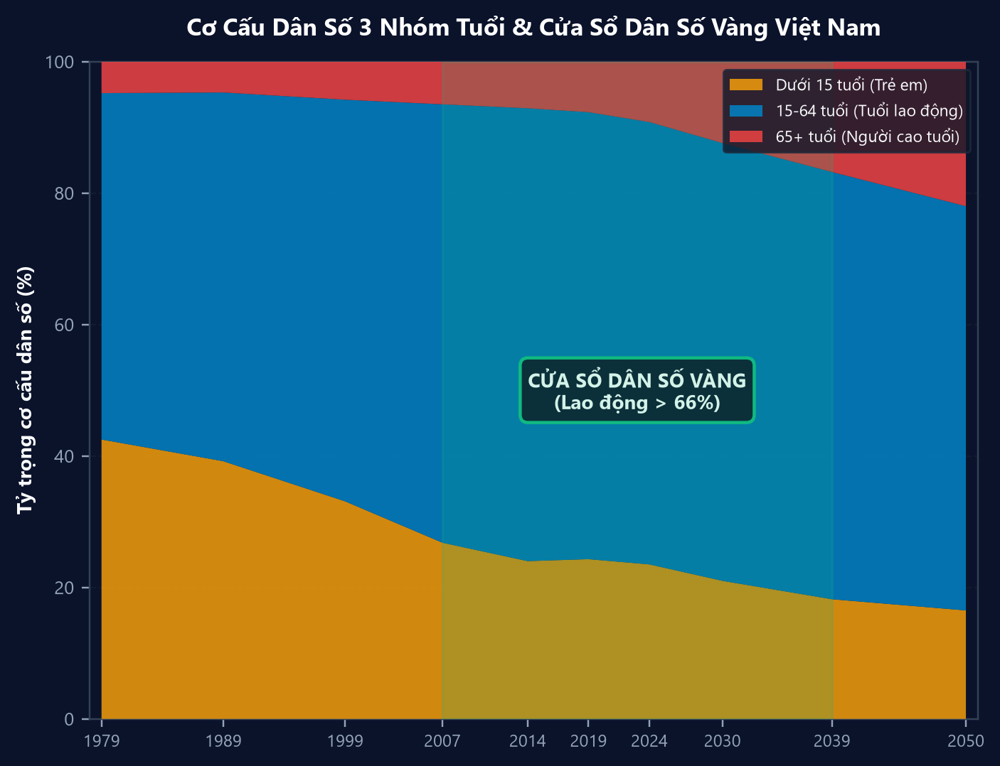 Cơ Cấu Dân Số 3 Nhóm Tuổi & Cửa Sổ Dân Số Vàng Việt Nam
Tỷ trọng cơ cấu dân số (%)
100
80
60
40
20
0
Dưới 15 tuổi (Trẻ em)
15-64 tuổi (Tuổi lao động)
65+ tuổi (Người cao tuổi)
CỬA SỔ DÂN SỐ VÀNG
(Lao động > 66%)
1979 1989 1999 2007 2014 2019 2024 2030 2039 2050